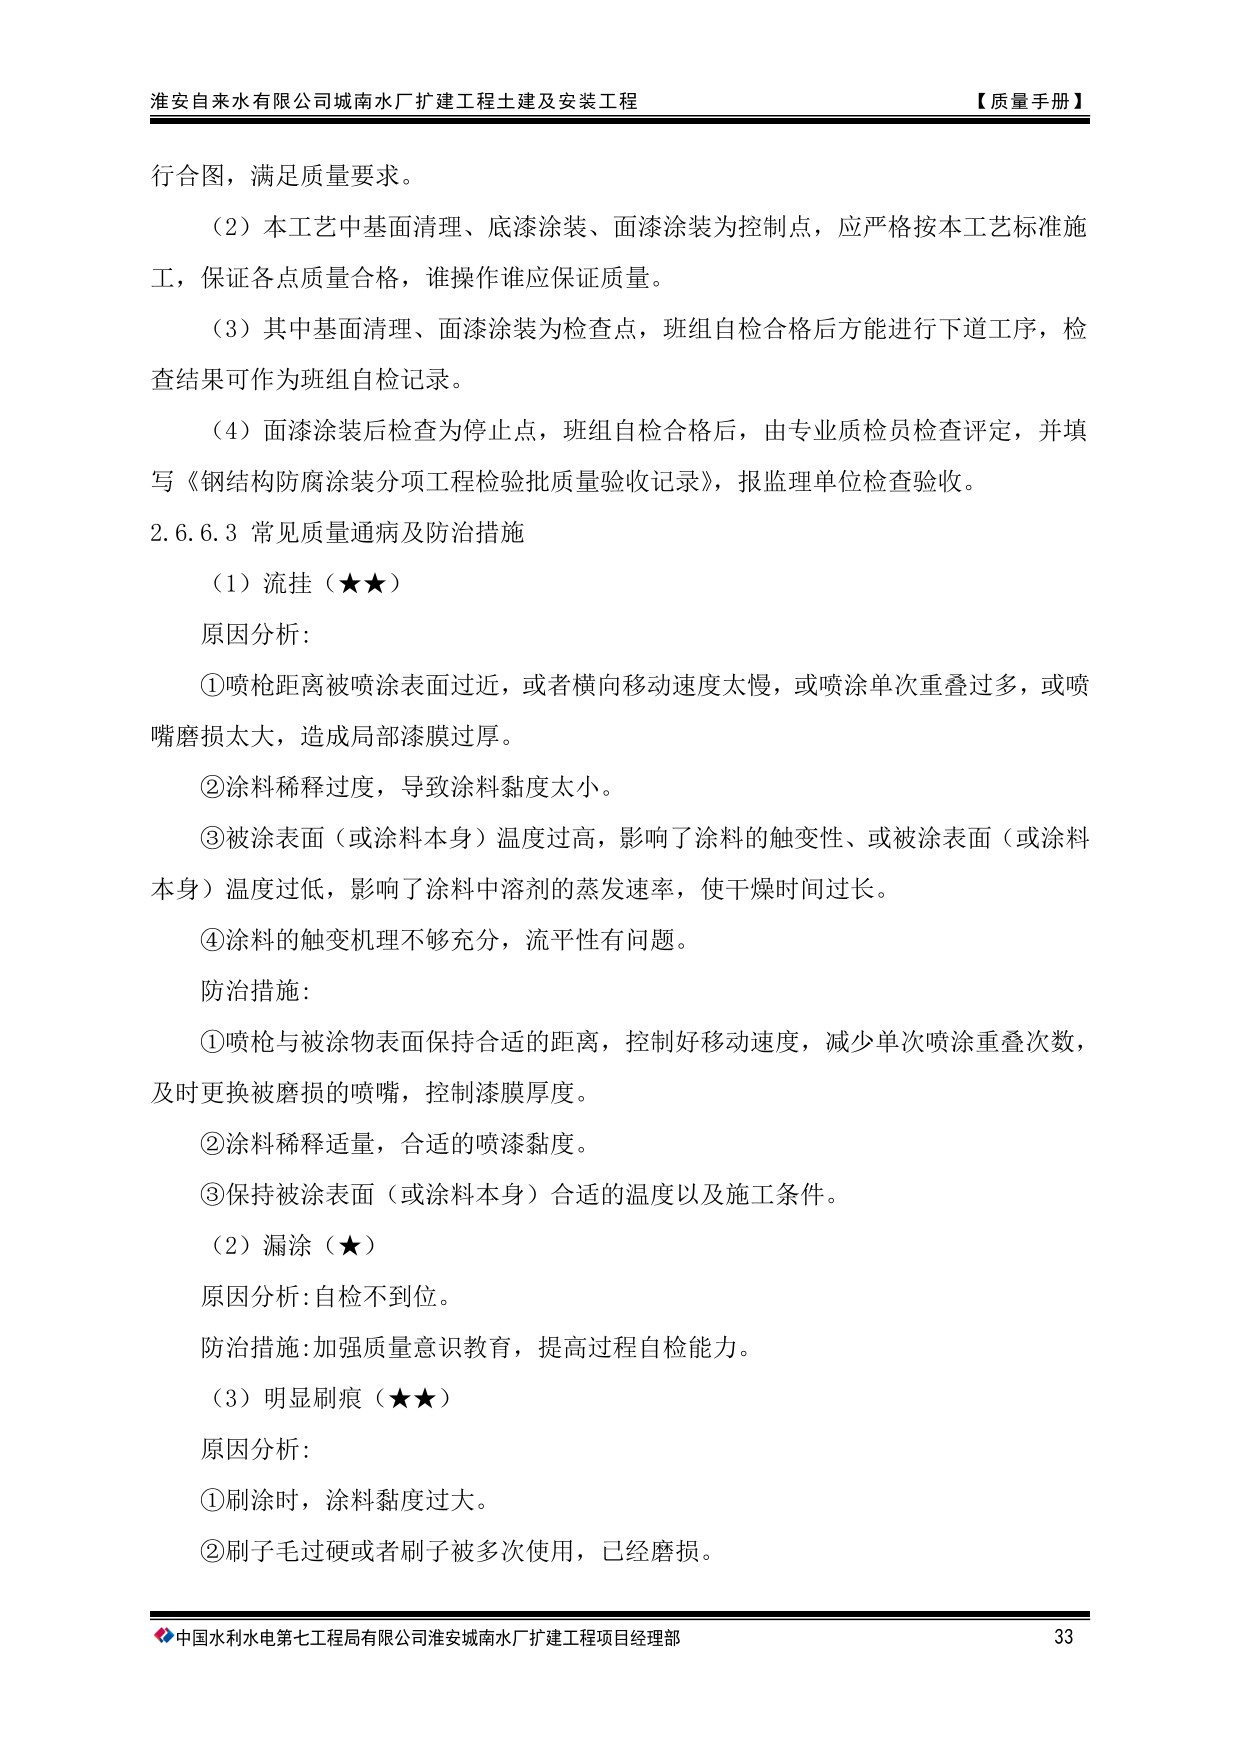 淮安自来水有限公司城南水厂扩建工程土建及安装工程 【质量手册】
行合图，满足质量要求。
（2）本工艺中基面清理、底漆涂装、面漆涂装为控制点，应严格按本工艺标准施
工，保证各点质量合格，谁操作谁应保证质量。
（3）其中基面清理、面漆涂装为检查点，班组自检合格后方能进行下道工序，检
查结果可作为班组自检记录。
（4）面漆涂装后检查为停止点，班组自检合格后，由专业质检员检查评定，并填
写《钢结构防腐涂装分项工程检验批质量验收记录》，报监理单位检查验收。
2.6.6.3 常见质量通病及防治措施
（1）流挂（★★）
原因分析:
①喷枪距离被喷涂表面过近，或者横向移动速度太慢，或喷涂单次重叠过多，或喷
嘴磨损太大，造成局部漆膜过厚。
②涂料稀释过度，导致涂料黏度太小。
③被涂表面（或涂料本身）温度过高，影响了涂料的触变性、或被涂表面（或涂料
本身）温度过低，影响了涂料中溶剂的蒸发速率，使干燥时间过长。
④涂料的触变机理不够充分，流平性有问题。
防治措施:
①喷枪与被涂物表面保持合适的距离，控制好移动速度，减少单次喷涂重叠次数，
及时更换被磨损的喷嘴，控制漆膜厚度。
②涂料稀释适量，合适的喷漆黏度。
③保持被涂表面（或涂料本身）合适的温度以及施工条件。
（2）漏涂（★）
原因分析:自检不到位。
防治措施:加强质量意识教育，提高过程自检能力。
（3）明显刷痕（★★）
原因分析:
①刷涂时，涂料黏度过大。
②刷子毛过硬或者刷子被多次使用，已经磨损。
中国水利水电第七工程局有限公司淮安城南水厂扩建工程项目经理部 33